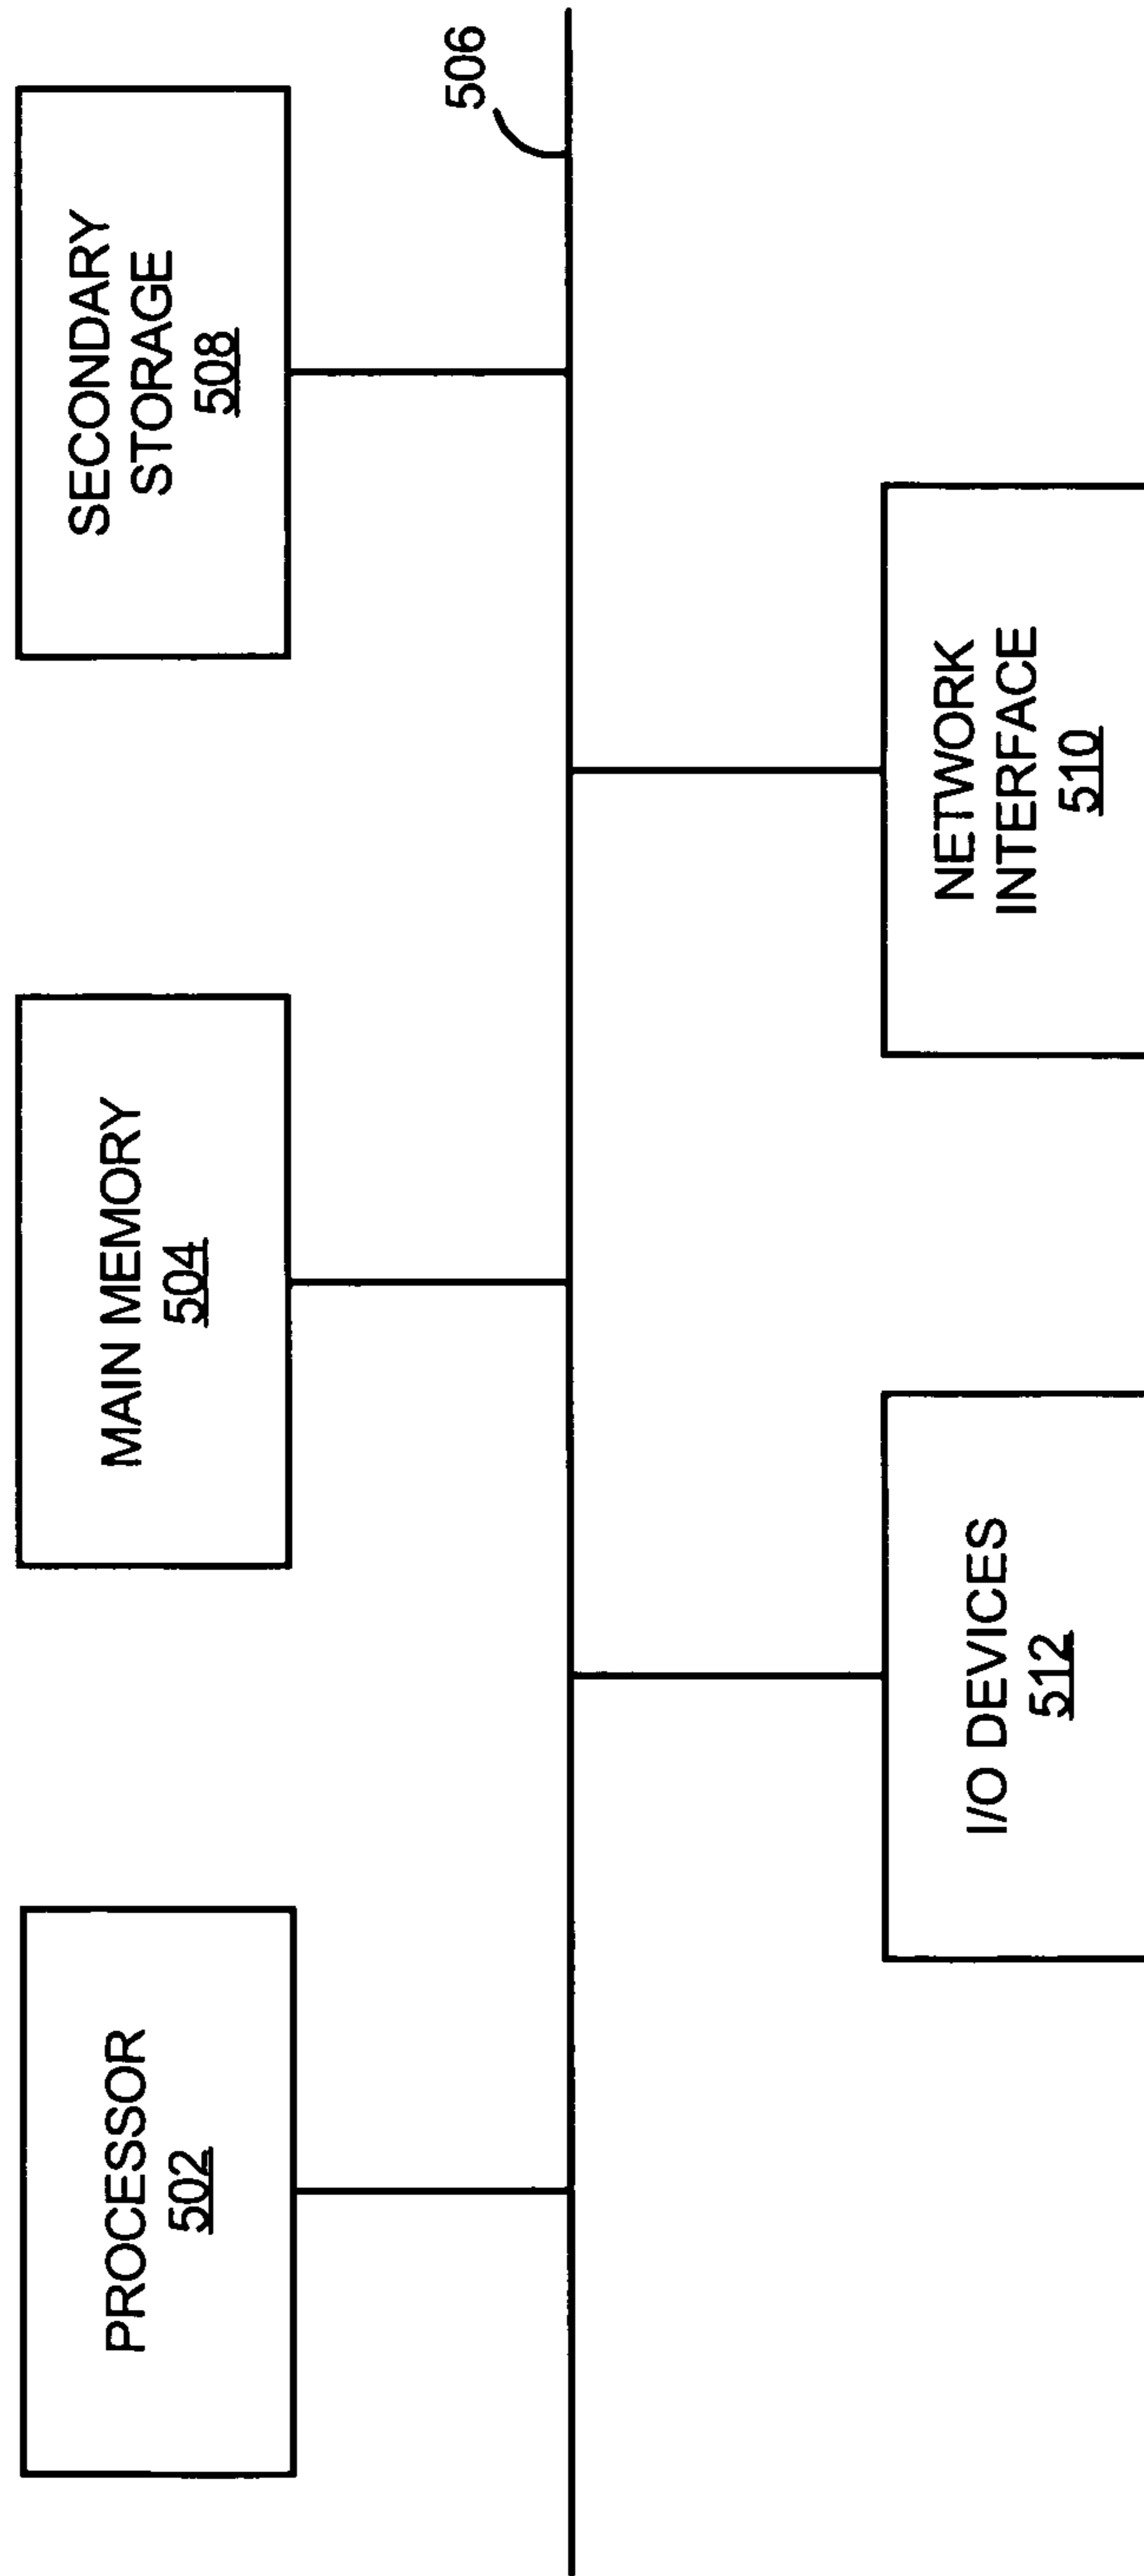 PROCESSOR
502
MAIN MEMORY
504
SECONDARY
STORAGE
508
506
I/O DEVICES
512
NETWORK
INTERFACE
510